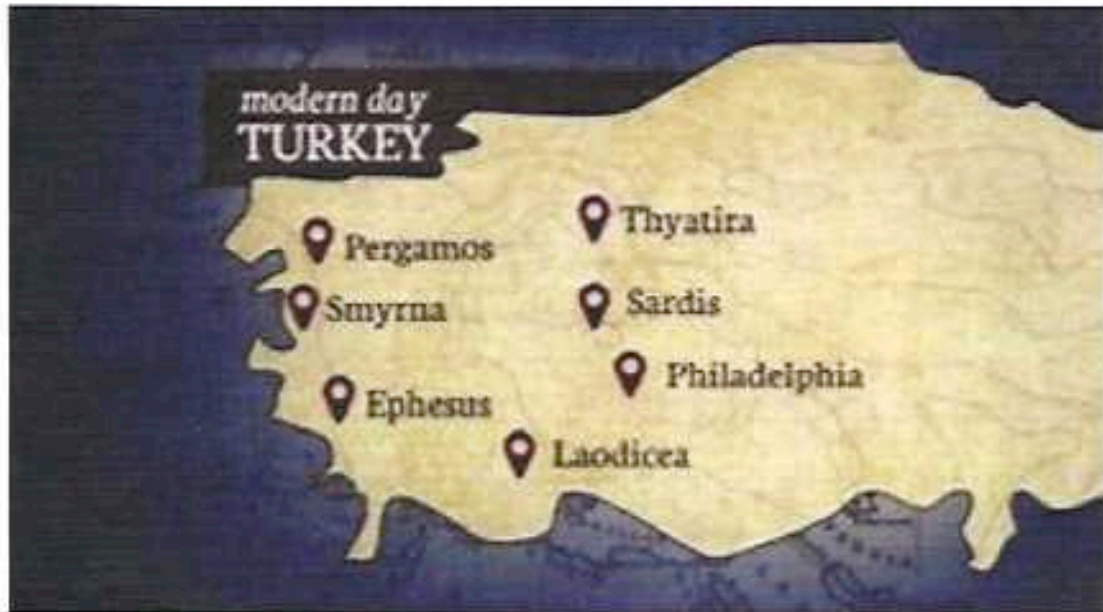 modern day
TURKEY
Thyatira
Pergamos
Smyrna
Sardis
Philadelphia
Ephesus
Laodicea